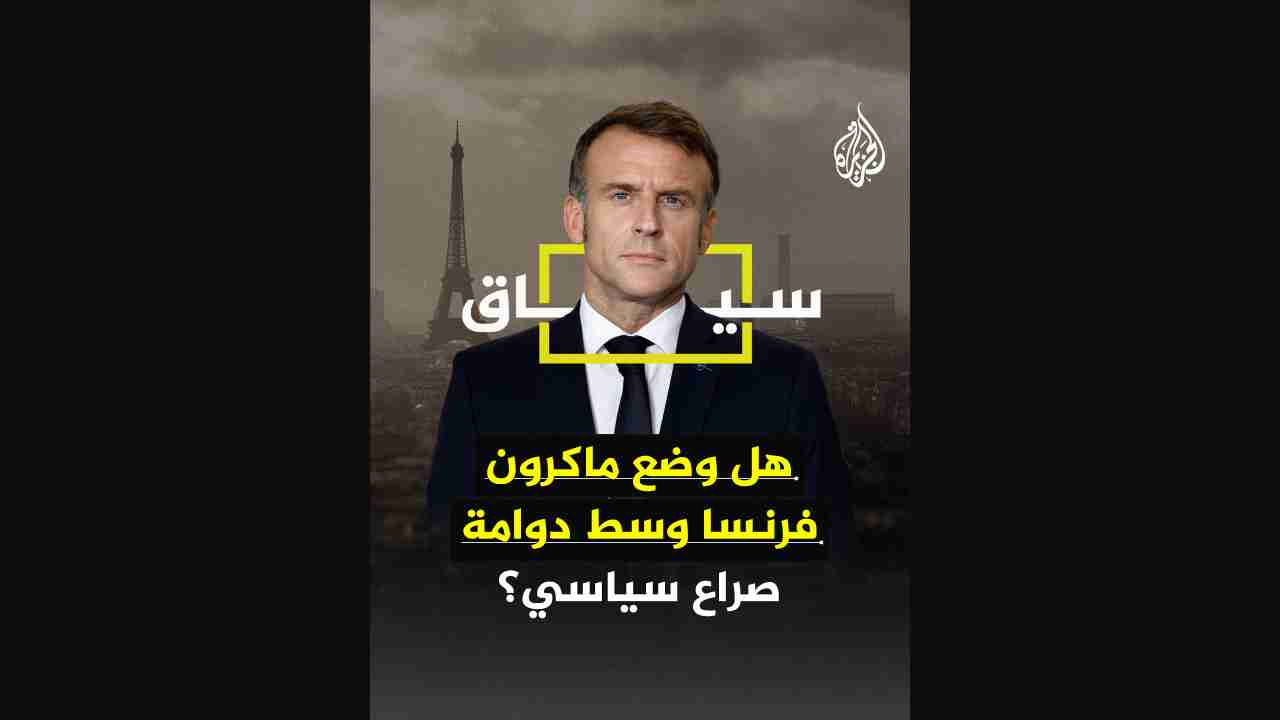 الجزيرة
سياق
هل وضع ماكرون
فرنسا وسط دوامة
صراع سياسي؟